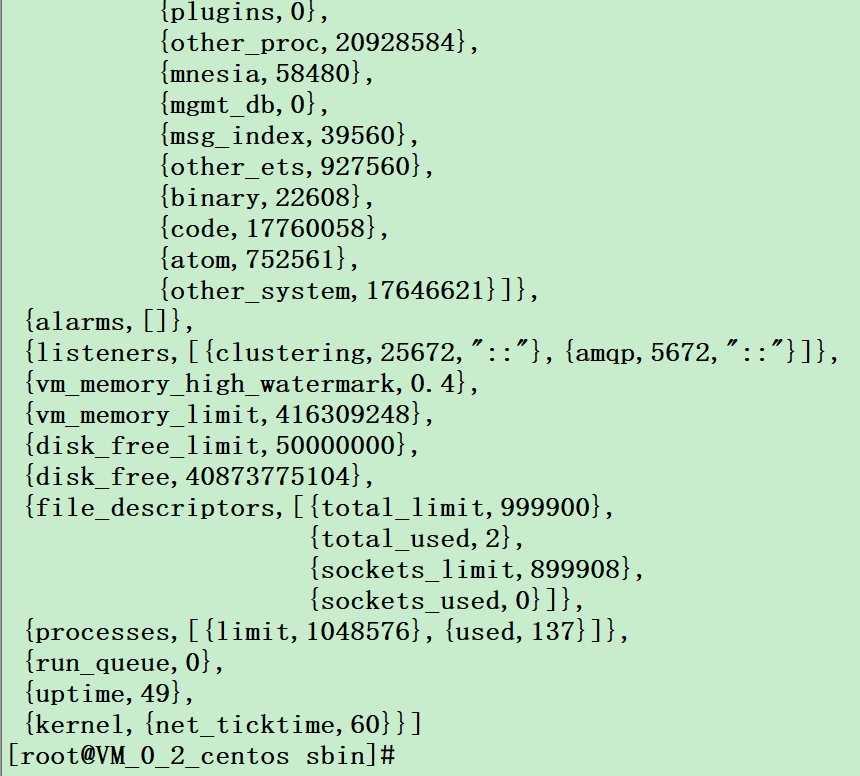 {plugins,0},
{other_proc,20928584},
{mnesia,58480},
{mgmt_db,0},
{msg_index,39560},
{other_ets,927560},
{binary,22608},
{code,17760058},
{atom,752561},
{other_system,17646621}]},
{alarms,[]},
{listeners,[{clustering,25672,"::"},{amqp,5672,"::"}]},
{vm_memory_high_watermark,0.4},
{vm_memory_limit,416309248},
{disk_free_limit,50000000},
{disk_free,40873775104},
{file_descriptors,[{total_limit,999900},
{total_used,2},
{sockets_limit,899908},
{sockets_used,0}]},
{processes,[{limit,1048576},{used,137}]},
{run_queue,0},
{uptime,49},
{kernel,{net_ticktime,60}}]
[root@VM_0_2_centos sbin]#